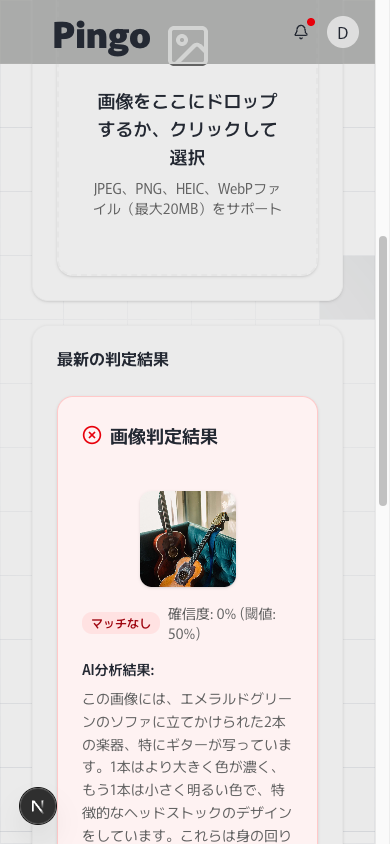 Pingo
D
画像をここにドロップ
するか、クリックして
選択
JPEG、PNG、HEIC、WebPファ
イル（最大20MB）をサポート
最新の判定結果
画像判定結果
マッチなし
確信度: 0% (閾値:
50%)
AI分析結果:
この画像には、エメラルドグリー
ンのソファに立てかけられた2本
の楽器、特にギターが写っていま
す。1本はより大きく色が濃く、
もう1本は小さく明るい色で、特
徴的なヘッドストックのデザイン
をしています。これらは身の回り
N